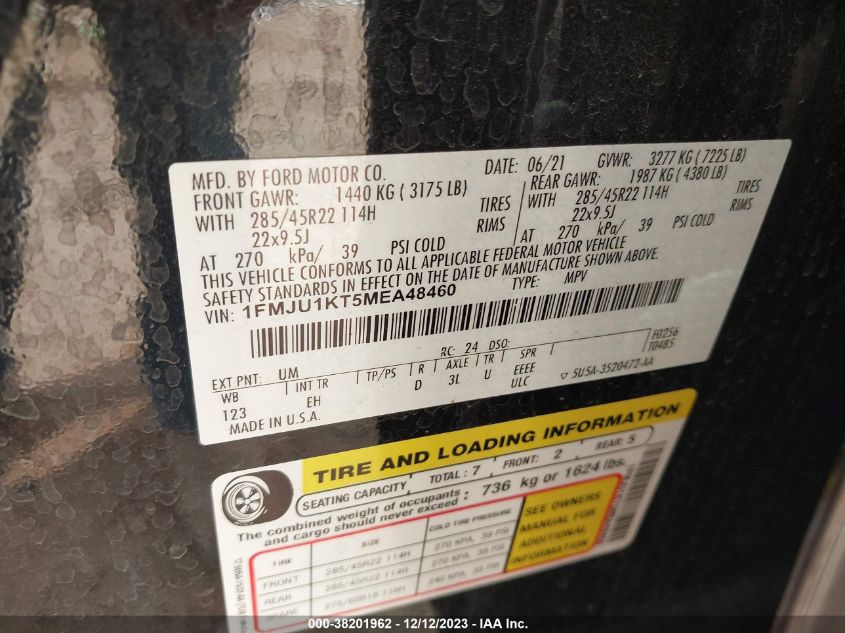 MFD. BY FORD MOTOR CO. DATE: 06/21 GVWR: 3277 KG ( 7225 LB)
FRONT GAWR: 1440 KG ( 3175 LB) REAR GAWR: 1987 KG ( 4380 LB)
WITH 285/45R22 114H TIRES WITH 285/45R22 114H TIRES
22x9.5J RIMS 22x9.5J RIMS
AT 270 kPa/ 39 PSI COLD AT 270 kPa/ 39 PSI COLD
THIS VEHICLE CONFORMS TO ALL APPLICABLE FEDERAL MOTOR VEHICLE
SAFETY STANDARDS IN EFFECT ON THE DATE OF MANUFACTURE SHOWN ABOVE.
VIN: 1FMJU1KT5MEA48460 TYPE: MPV
F0256
T0485
EXT PNT: UM RC: 24 DSO:
WB INT TR TP/PS R AXLE TR SPR
123 EH D 3L U EEEE
ULC
MADE IN U.S.A. 5U5A-3520472-AA
TIRE AND LOADING INFORMATION
SEATING CAPACITY TOTAL: 7 FRONT: 2 REAR: 5
The combined weight of occupants and cargo should never exceed: 736 kg or 1624 lbs.
TIRE SIZE COLD TIRE PRESSURE
FRONT 285/45R22 114H 270 KPA, 39 PSI
REAR 285/45R22 114H 270 KPA, 39 PSI
SPARE
SEE OWNERS
MANUAL FOR
ADDITIONAL
INFORMATION
000-38201962 - 12/12/2023 - IAA Inc.